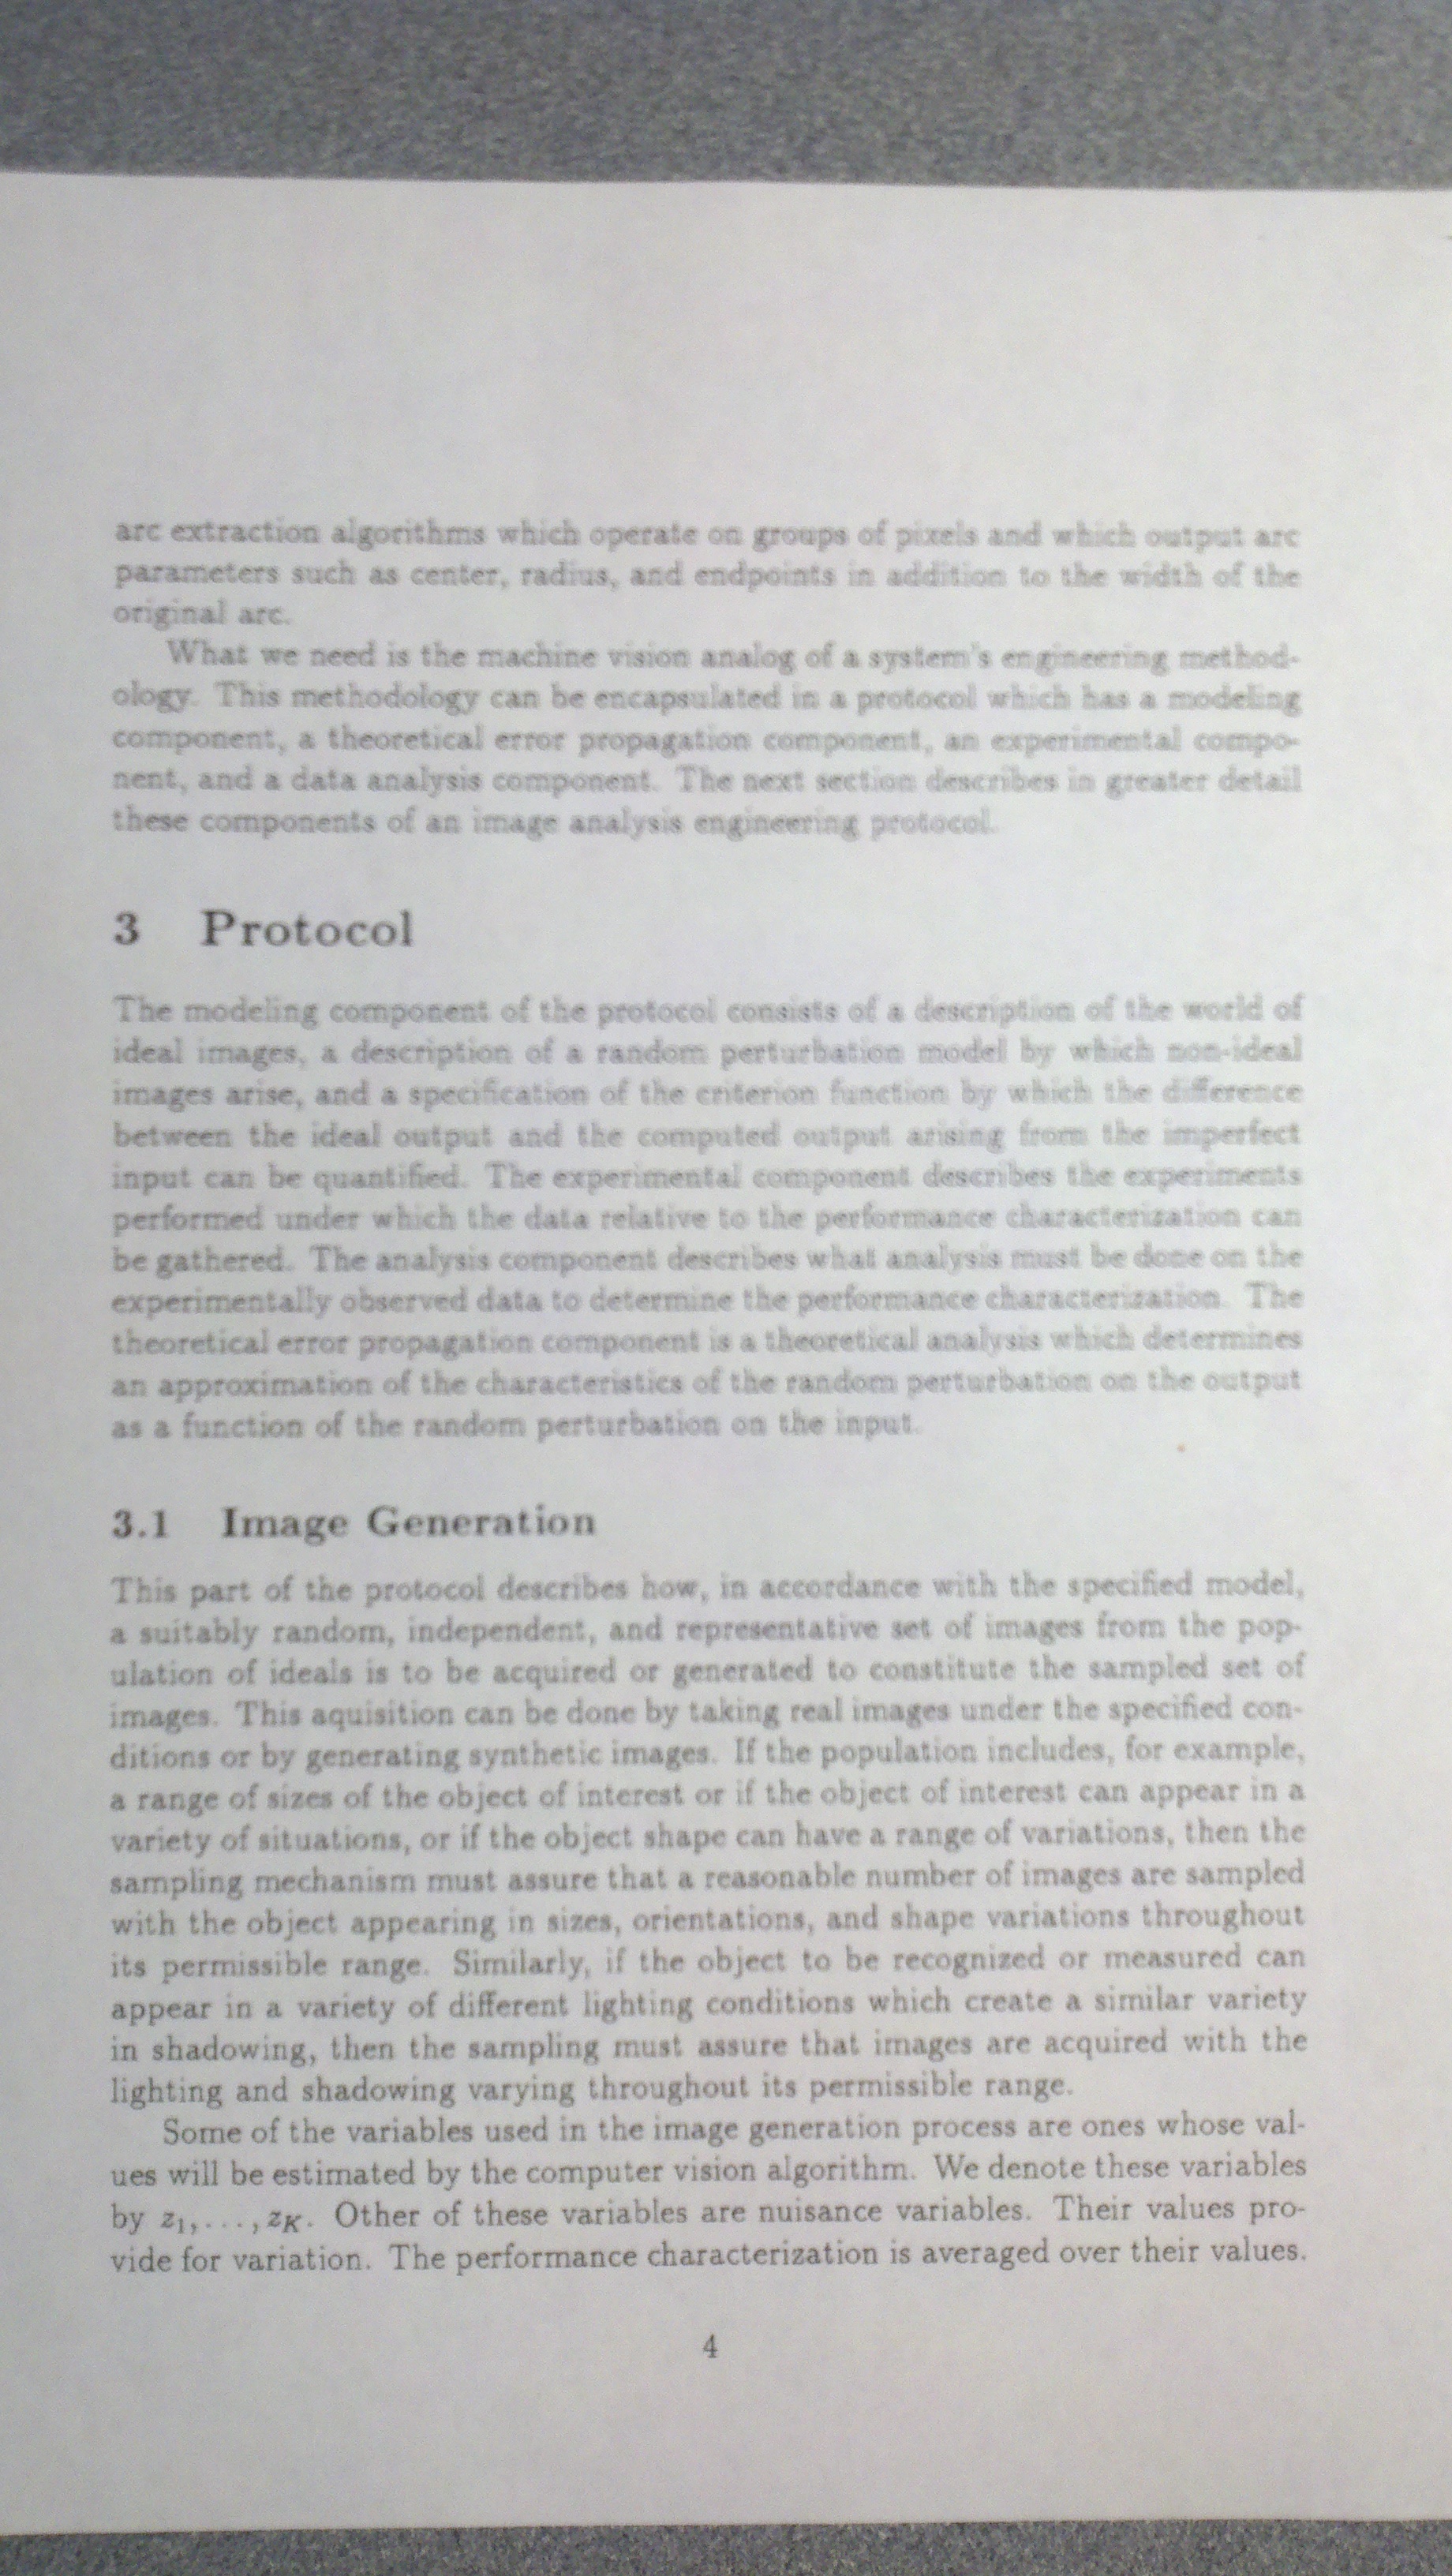 arc extraction algorithms which operate on groups of pixels and which output arc
parameters such as center, radius, and endpoints in addition to the width of the
original arc.
What we need is the machine vision analog of a system's engineering method-
ology. This methodology can be encapsulated in a protocol which has a modeling
component, a theoretical error propagation component, an experimental compo-
nent, and a data analysis component. The next section describes in greater detail
these components of an image analysis engineering protocol.
3 Protocol
The modeling component of the protocol consists of a description of the world of
ideal images, a description of a random perturbation model by which non-ideal
images arise, and a specification of the criterion function by which the difference
between the ideal output and the computed output arising from the imperfect
input can be quantified. The experimental component describes the experiments
performed under which the data relative to the performance characterization can
be gathered. The analysis component describes what analysis must be done on the
experimentally observed data to determine the performance characterization. The
theoretical error propagation component is a theoretical analysis which determines
an approximation of the characteristics of the random perturbation on the output
as a function of the random perturbation on the input.
3.1 Image Generation
This part of the protocol describes how, in accordance with the specified model,
a suitably random, independent, and representative set of images from the pop-
ulation of ideals is to be acquired or generated to constitute the sampled set of
images. This aquisition can be done by taking real images under the specified con-
ditions or by generating synthetic images. If the population includes, for example,
a range of sizes of the object of interest or if the object of interest can appear in a
variety of situations, or if the object shape can have a range of variations, then the
sampling mechanism must assure that a reasonable number of images are sampled
with the object appearing in sizes, orientations, and shape variations throughout
its permissible range. Similarly, if the object to be recognized or measured can
appear in a variety of different lighting conditions which create a similar variety
in shadowing, then the sampling must assure that images are acquired with the
lighting and shadowing varying throughout its permissible range.
Some of the variables used in the image generation process are ones whose val-
ues will be estimated by the computer vision algorithm. We denote these variables
by z₁, . . . , z_K. Other of these variables are nuisance variables. Their values pro-
vide for variation. The performance characterization is averaged over their values.
4